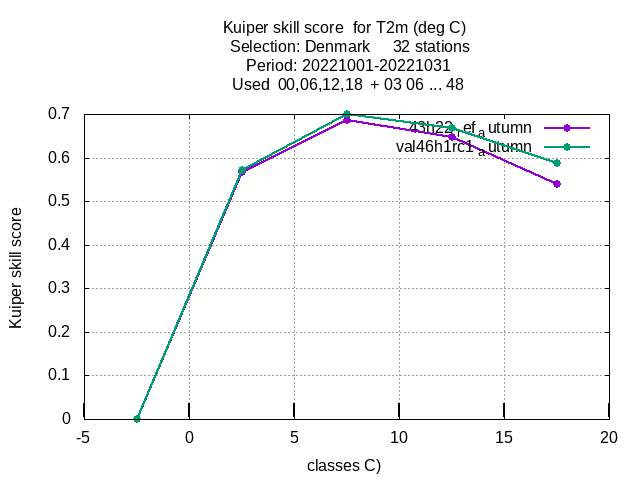 Kuiper skill score for T2m (deg C)
Selection: Denmark 32 stations
Period: 20221001-20221031
Used 00,06,12,18 + 03 06 ... 48
0.7
0.6
0.5
0.4
0.3
0.2
0.1
0
utumn
val46h1rc1 a utumn
Kuiper skill score
-5
0
5
10
15
20
classes C)